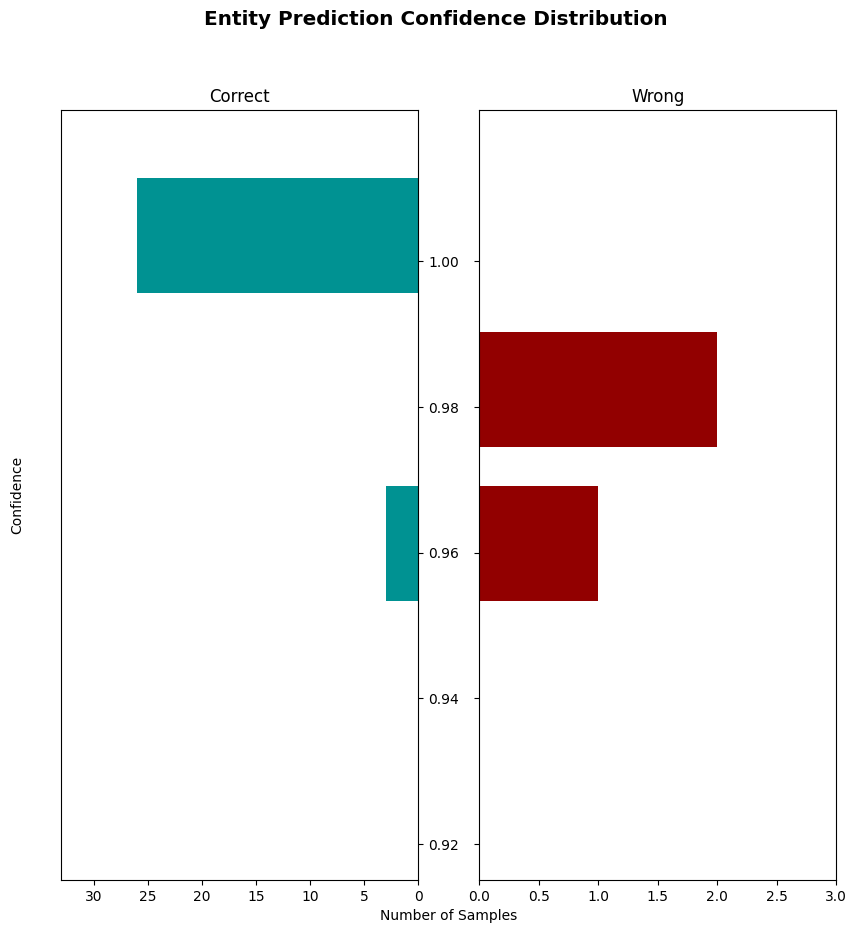 Entity Prediction Confidence Distribution
Correct
Wrong
Confidence
1.00
0.98
0.96
0.94
0.92
30 25 20 15 10 5 0
0.0 0.5 1.0 1.5 2.0 2.5 3.0
Number of Samples